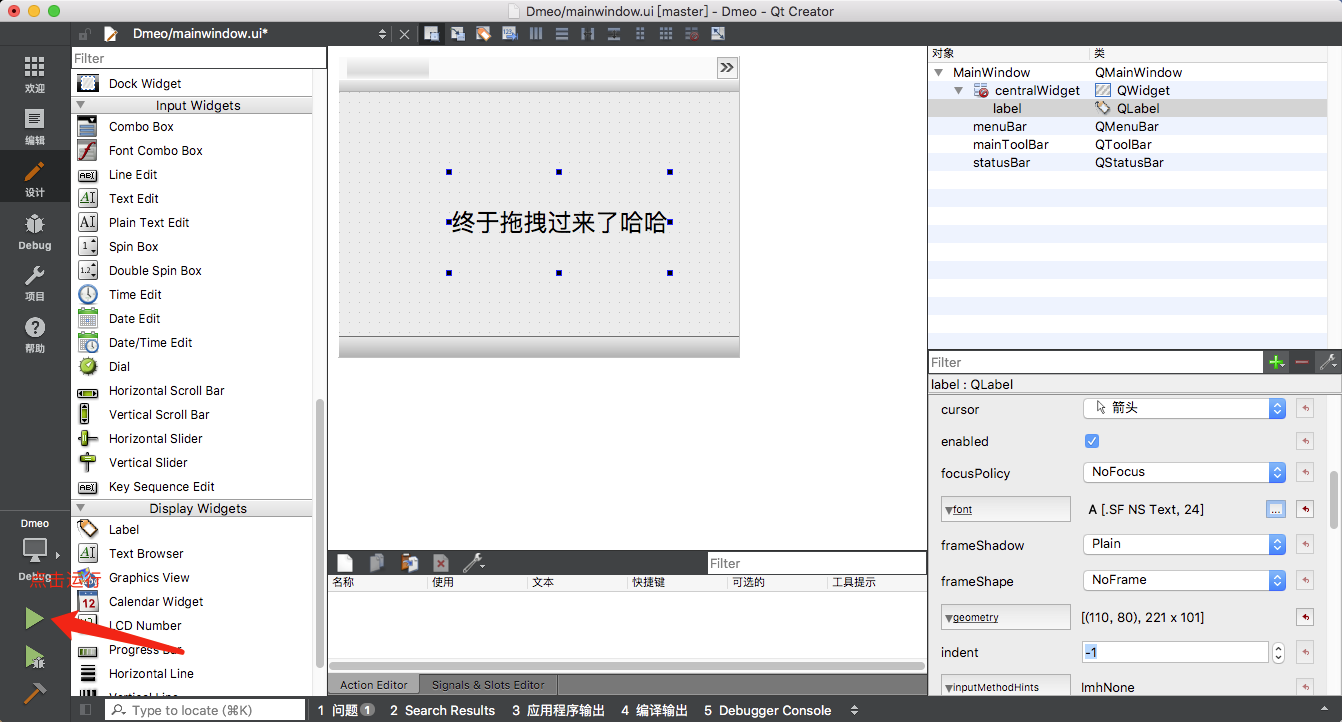 Dmeo/mainwindow.ui [master] - Dmeo - Qt Creator
Dmeo/mainwindow.ui*
欢迎
编辑
设计
Debug
项目
帮助
Dmeo
Debug
点击运行
Filter
Dock Widget
Input Widgets
Combo Box
Font Combo Box
Line Edit
Text Edit
Plain Text Edit
Spin Box
Double Spin Box
Time Edit
Date Edit
Date/Time Edit
Dial
Horizontal Scroll Bar
Vertical Scroll Bar
Horizontal Slider
Vertical Slider
Key Sequence Edit
Display Widgets
Label
Text Browser
Graphics View
Calendar Widget
LCD Number
Progress Bar
Horizontal Line
Vertical Line
终于拖拽过来了哈哈
Filter
名称 使用 文本 快捷键 可选的 工具提示
Action Editor Signals & Slots Editor
对象 类
MainWindow QMainWindow
centralWidget QWidget
label QLabel
menuBar QMenuBar
mainToolBar QToolBar
statusBar QStatusBar
Filter
label : QLabel
cursor 箭头
enabled
focusPolicy NoFocus
font A [.SF NS Text, 24] ...
frameShadow Plain
frameShape NoFrame
geometry [(110, 80), 221 x 101]
indent -1
inputMethodHints ImhNone
Type to locate (⌘K) 1 问题 1 2 Search Results 3 应用程序输出 4 编译输出 5 Debugger Console